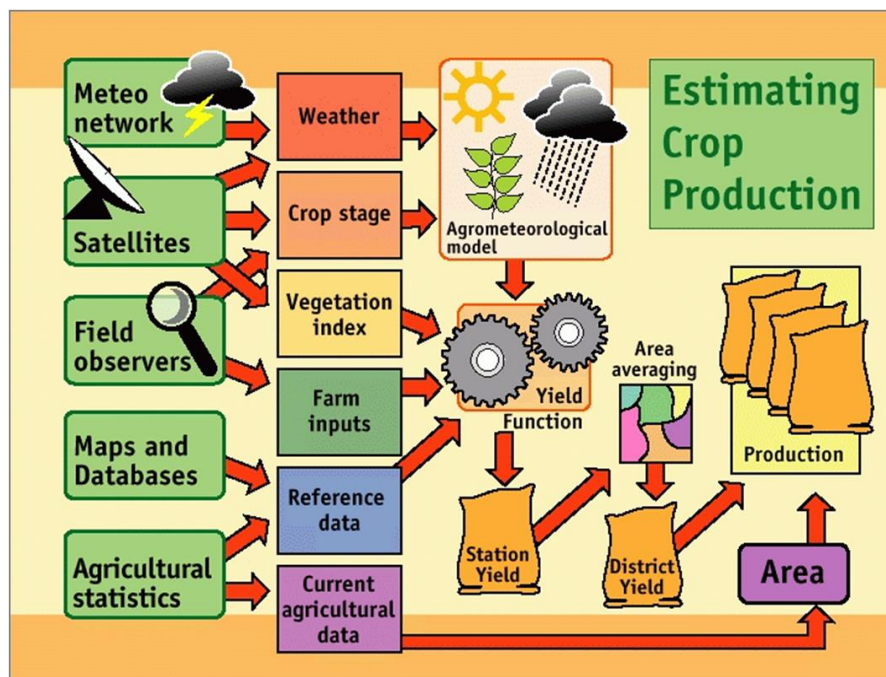 Meteo
network
Satellites
Field
observers
Maps and
Databases
Agricultural
statistics
Weather
Crop stage
Vegetation
index
Farm
inputs
Reference
data
Current
agricultural
data
Agrometeorological
model
Yield
Function
Station
Yield
Area
averaging
District
Yield
Estimating
Crop
Production
Production
Area